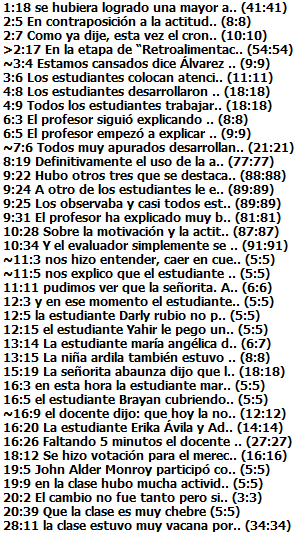 1:18 se hubiera logrado una mayor a.. (41:41)
2:5 En contraposición a la actitud.. (8:8)
2:7 Como ya dije, esta vez el cron.. (10:10)
>2:17 En la etapa de "Retroalimentac.. (54:54)
~3:4 Estamos cansados dice Álvarez .. (9:9)
3:6 Los estudiantes colocan atenci.. (11:11)
4:8 Los estudiantes desarrollaron .. (18:18)
4:9 Todos los estudiantes trabajar.. (18:18)
6:3 El profesor siguió explicando .. (8:8)
6:5 El profesor empezó a explicar .. (9:9)
~7:6 Todos muy apurados desarrollan.. (21:21)
8:19 Definitivamente el uso de la a.. (77:77)
9:22 Hubo otros tres que se destaca.. (88:88)
9:24 A otro de los estudiantes le e.. (89:89)
9:25 Los observaba y casi todos est.. (89:89)
9:31 El profesor ha explicado muy b.. (81:81)
10:28 Sobre la motivación y la actit.. (87:87)
10:34 Y el evaluador simplemente se .. (91:91)
~11:3 nos hizo entender, caer en cue.. (5:5)
~11:5 nos explico que el estudiante .. (5:5)
11:11 pudimos ver que la señorita. A.. (6:6)
12:3 y en ese momento el estudiante.. (5:5)
12:5 la estudiante Darly rubio no p.. (5:5)
12:15 el estudiante Yahir le pego un.. (5:5)
13:14 La estudiante maría angélica d.. (6:7)
13:15 La niña ardila también estuvo .. (8:8)
15:19 La señorita abaunza dijo que l.. (18:18)
16:3 en esta hora la estudiante mar.. (5:5)
16:5 el estudiante Brayan cubriendo.. (5:5)
~16:9 el docente dijo: que hoy la no.. (12:12)
16:20 La estudiante Erika Ávila y Ad.. (14:14)
16:26 Faltando 5 minutos el docente .. (27:27)
18:12 Se hizo votación para el merec.. (16:16)
19:5 John Alder Monroy participó co.. (5:5)
19:9 en la clase hubo mucha activid.. (5:5)
20:2 El cambio no fue tanto pero si.. (3:3)
20:39 Que la clase es muy chebre (5:5)
28:11 la clase estuvo muy vacana por.. (34:34)